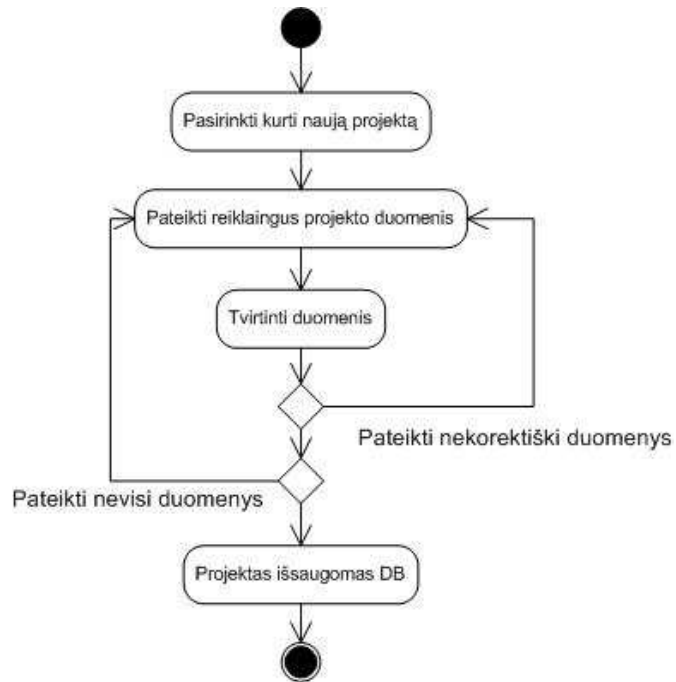 Pasirinkti kurti naują projektą
Pateikti reiklaingus projekto duomenis
Tvirtinti duomenis
Pateikti nekorektiški duomenys
Pateikti nevisi duomenys
Projektas išsaugomas DB